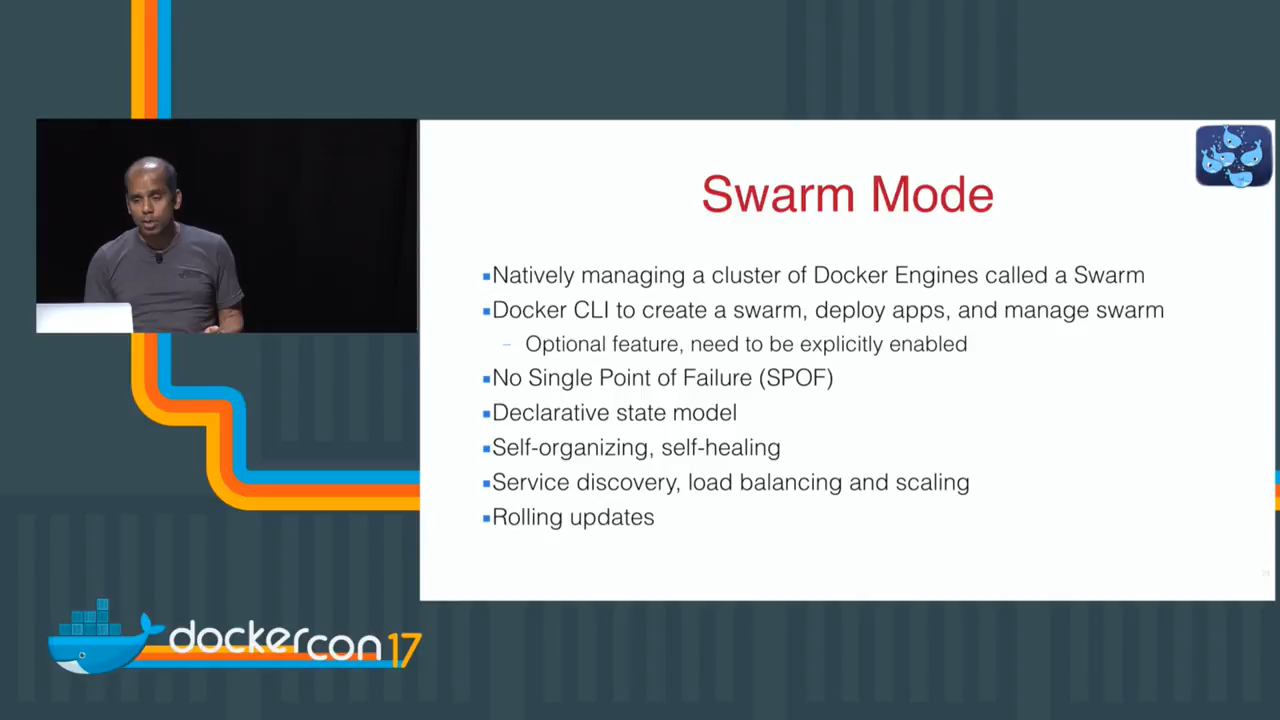 Swarm Mode
Natively managing a cluster of Docker Engines called a Swarm
Docker CLI to create a swarm, deploy apps, and manage swarm
– Optional feature, need to be explicitly enabled
No Single Point of Failure (SPOF)
Declarative state model
Self-organizing, self-healing
Service discovery, load balancing and scaling
Rolling updates
dockercon 17